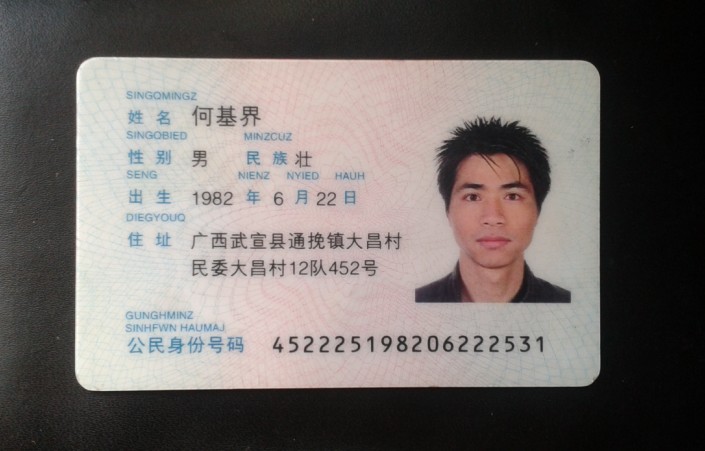 SINGQMINGZ
姓名 何基界
SINGQBIED MINZCUZ
性别 男 民族 壮
SENG NIENZ NYIED HAUH
出生 1982 年 6 月 22 日
DIEGYOUQ
住址 广西武宣县通挽镇大昌村
民委大昌村12队452号
GUNGHMINZ
SINHFWN HAUMAJ
公民身份号码 452225198206222531